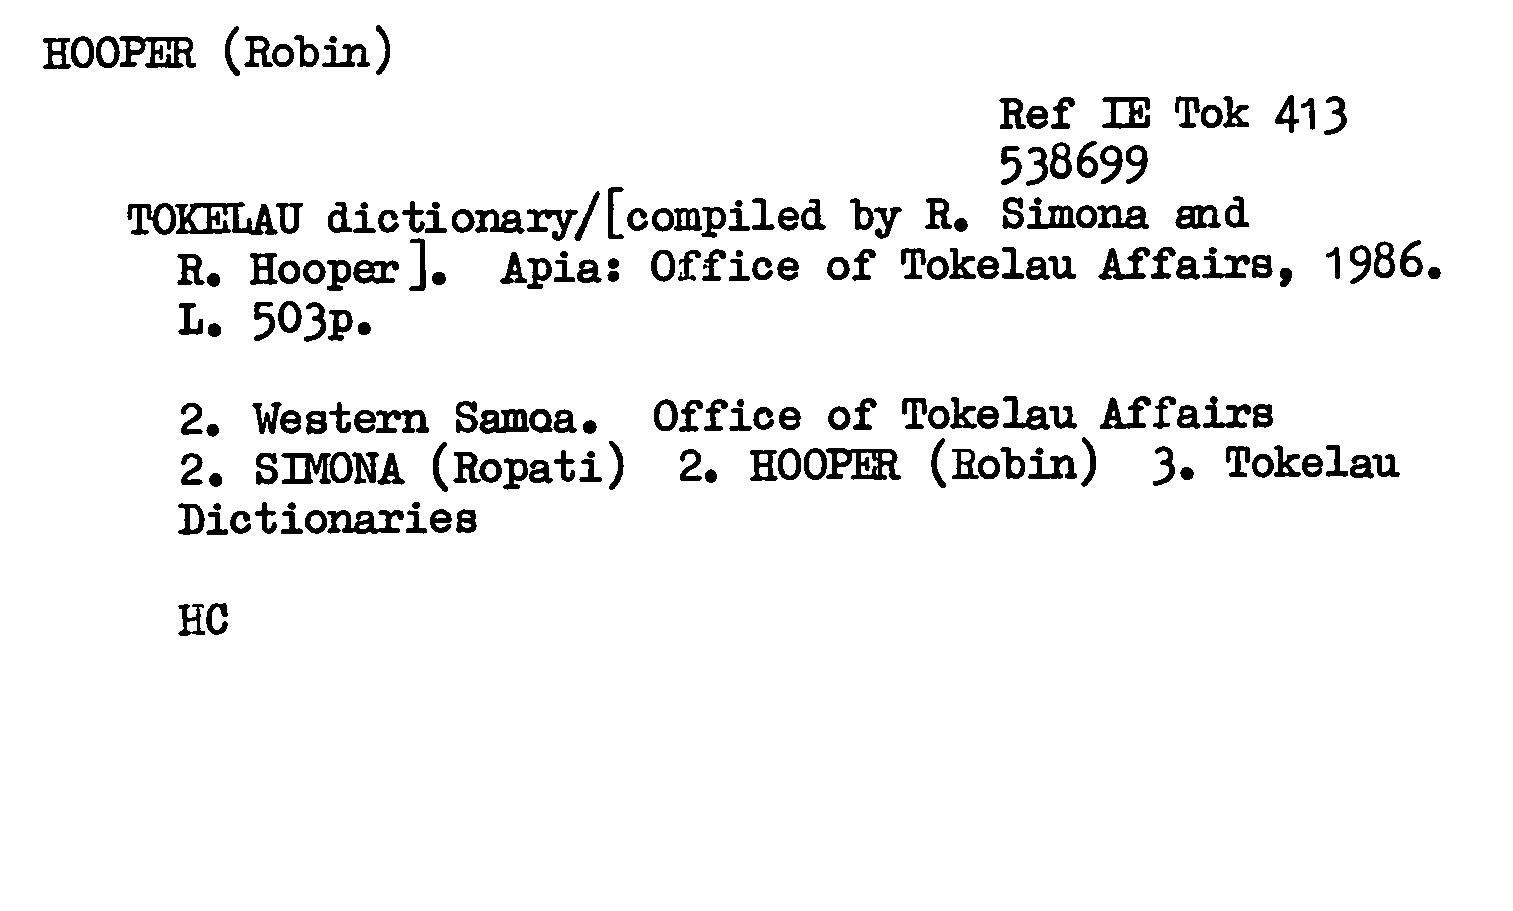 HOOPER (Robin)
Ref IE Tok 413
538699
TOKELAU dictionary/[compiled by R. Simona and
R. Hooper]. Apia: Office of Tokelau Affairs, 1986.
L. 503p.
2. Western Samoa. Office of Tokelau Affairs
2. SIMONA (Ropati) 2. HOOPER (Robin) 3. Tokelau
Dictionaries
HC